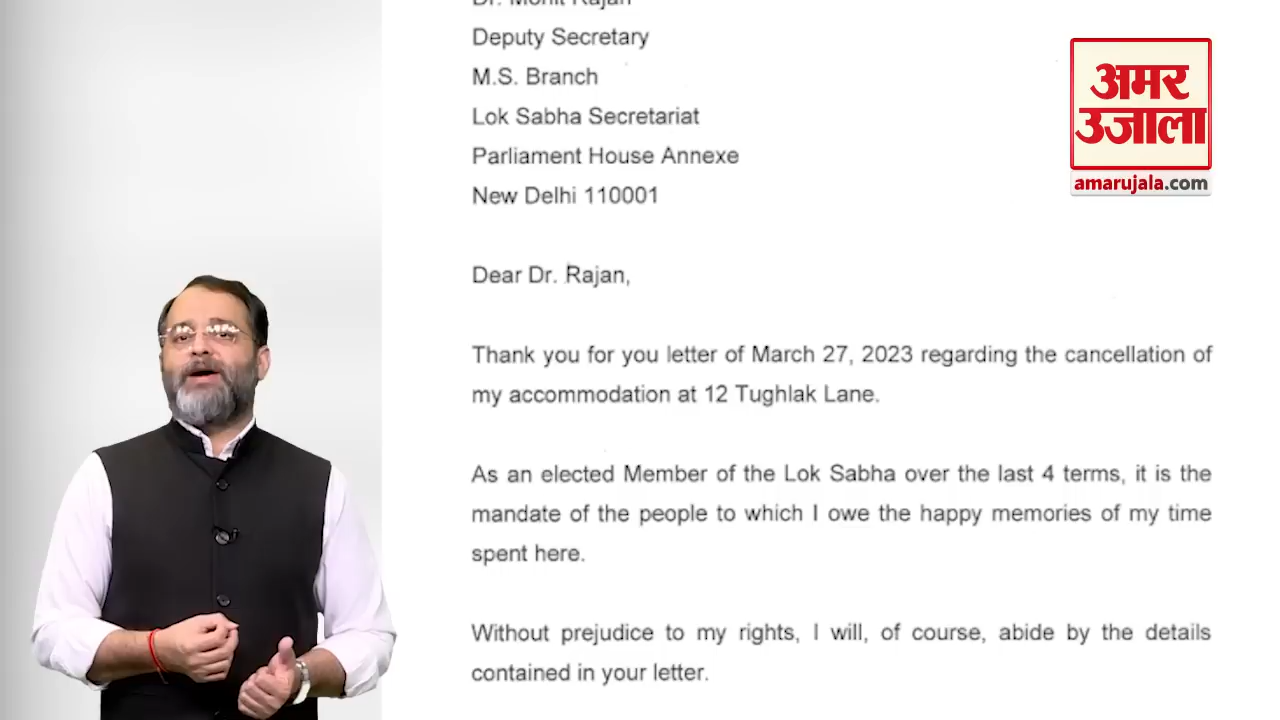 Dr. Mohit Rajan
Deputy Secretary
M.S. Branch
Lok Sabha Secretariat
Parliament House Annexe
New Delhi 110001
Dear Dr. Rajan,
Thank you for you letter of March 27, 2023 regarding the cancellation of
my accommodation at 12 Tughlak Lane.
As an elected Member of the Lok Sabha over the last 4 terms, it is the
mandate of the people to which I owe the happy memories of my time
spent here.
Without prejudice to my rights, I will, of course, abide by the details
contained in your letter.
अमर
उजाला
amarujala.com